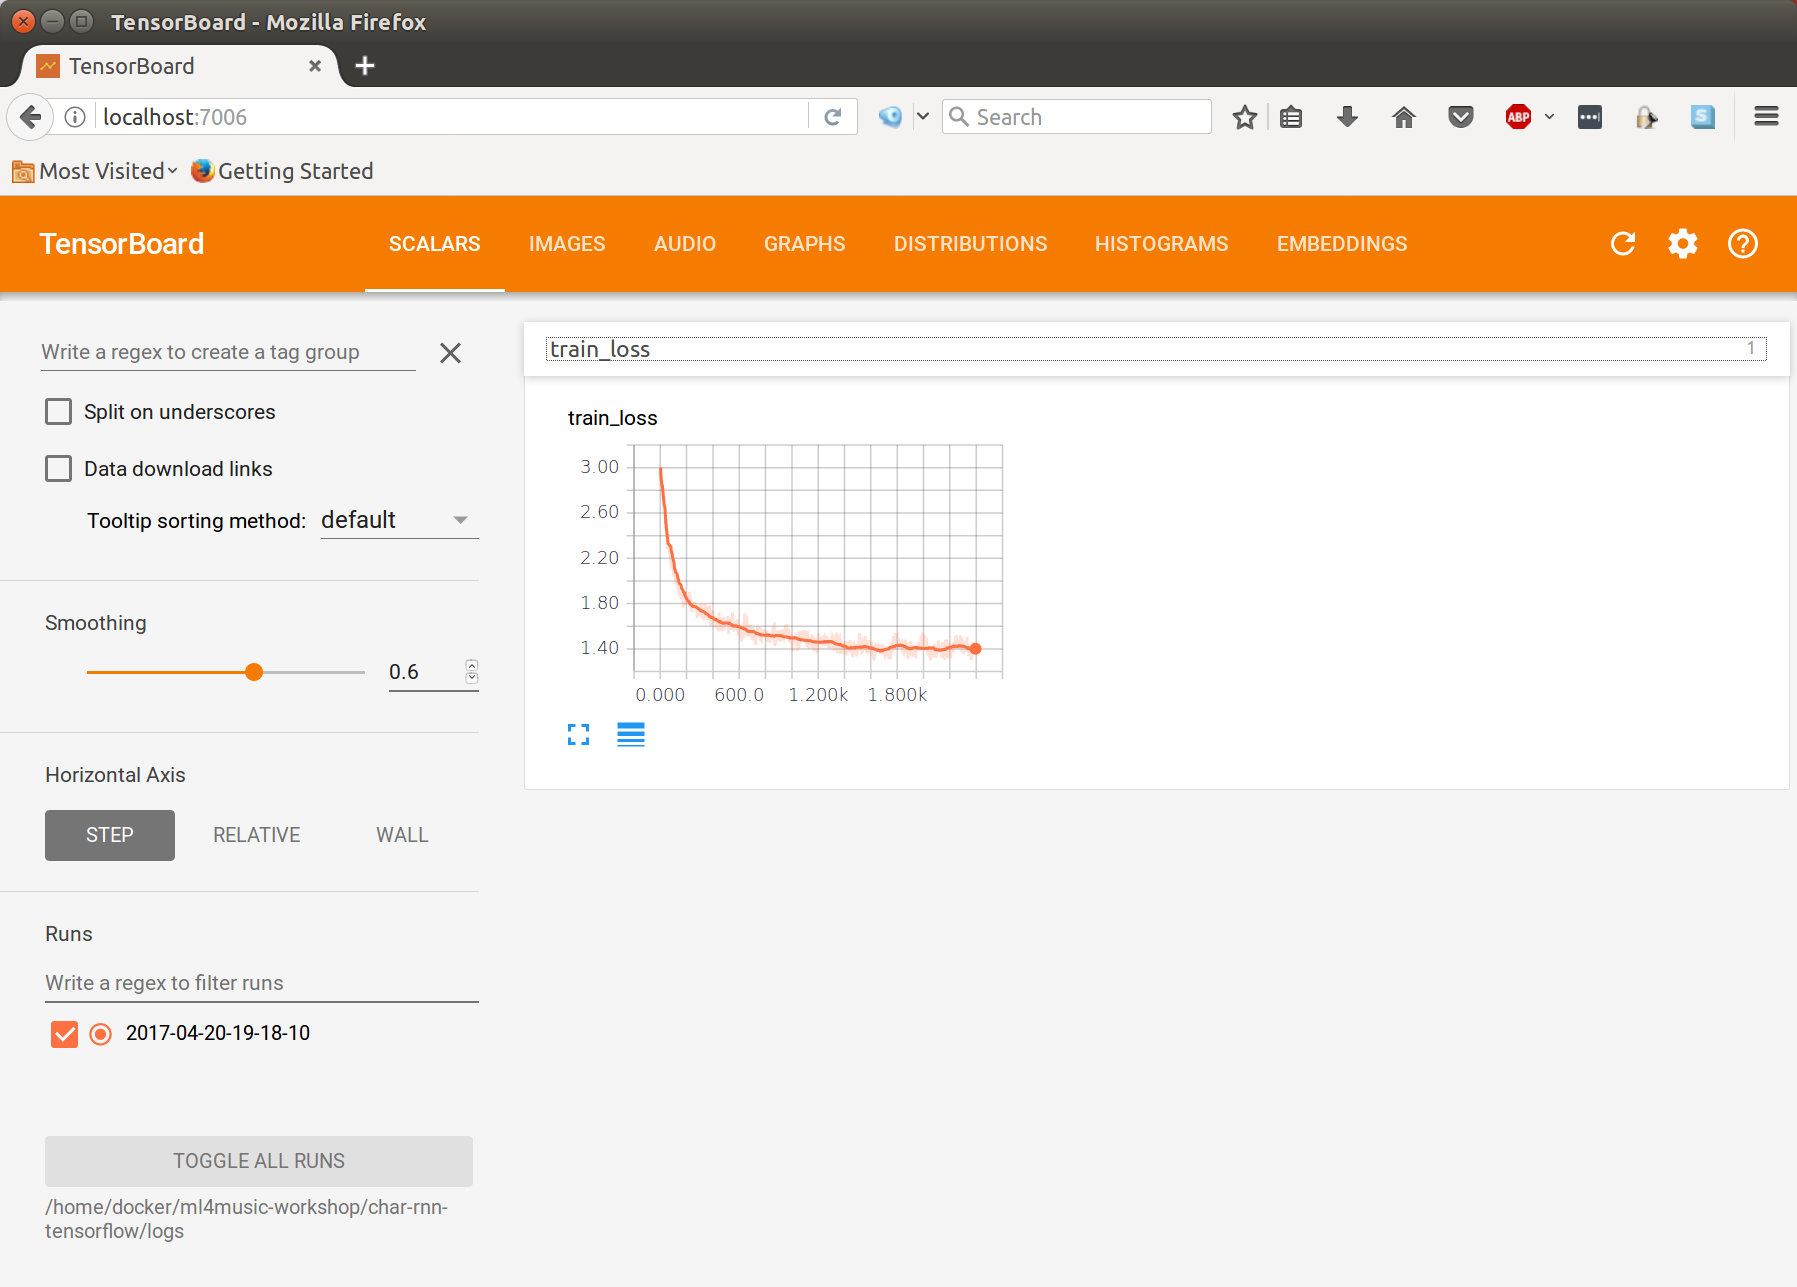 TensorBoard - Mozilla Firefox
TensorBoard
localhost:7006
Search
ABP
S
Most Visited
Getting Started
TensorBoard
SCALARS
IMAGES
AUDIO
GRAPHS
DISTRIBUTIONS
HISTOGRAMS
EMBEDDINGS
Write a regex to create a tag group
Split on underscores
Data download links
Tooltip sorting method: default
Smoothing
0.6
Horizontal Axis
STEP
RELATIVE
WALL
Runs
Write a regex to filter runs
2017-04-20-19-18-10
TOGGLE ALL RUNS
/home/docker/ml4music-workshop/char-rnn-
tensorflow/logs
train_loss
1
train_loss
3.00
2.60
2.20
1.80
1.40
0.000
600.0
1.200k
1.800k